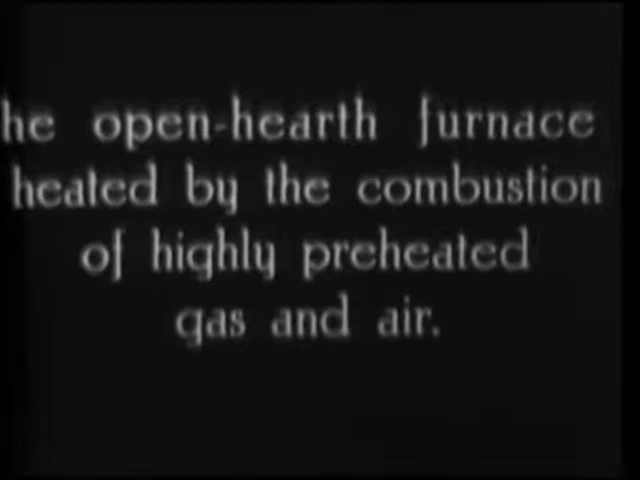 he open-hearth furnace
heated by the combustion
of highly preheated
gas and air.